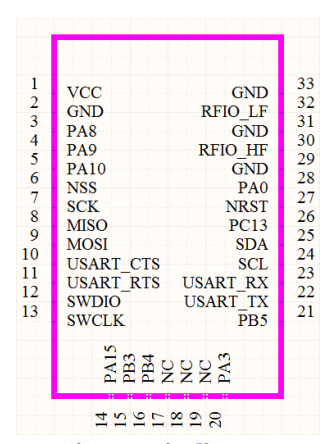 1 VCC GND 33
2 GND RFIO_LF 32
3 PA8 GND 31
4 PA9 RFIO_HF 30
5 PA10 GND 29
6 NSS PA0 28
7 SCK NRST 27
8 MISO PC13 26
9 MOSI SDA 25
10 USART_CTS SCL 24
11 USART_RTS USART_RX 23
12 SWDIO USART_TX 22
13 SWCLK PB5 21
PA15 PB3 PB4 NC NC NC PA3
14 15 16 17 18 19 20